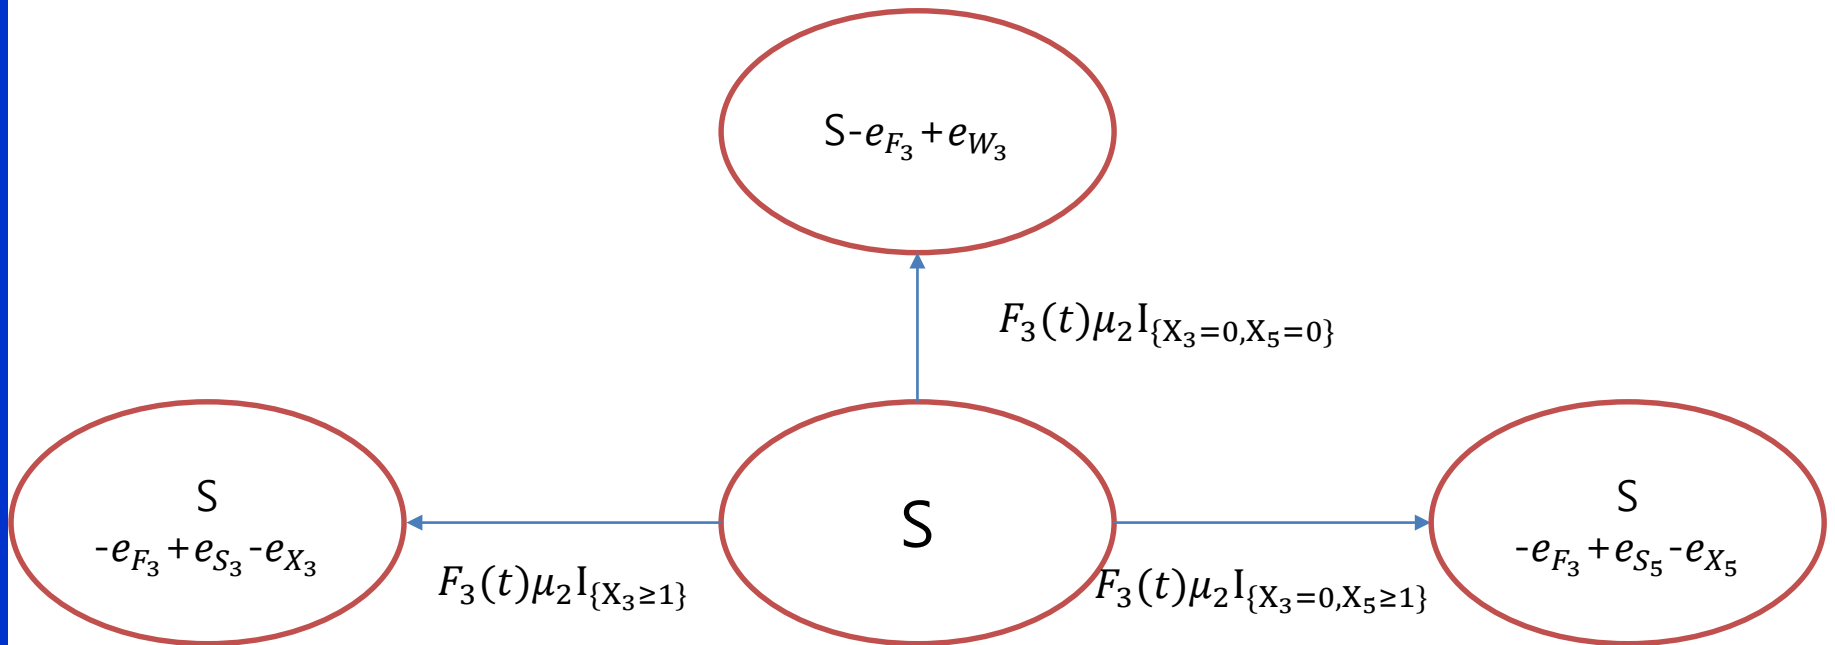 S-e_{F_3}+e_{W_3}
F_3(t)μ_2I_{\{X_3=0,X_5=0\}}
S
-e_{F_3}+e_{S_3}-e_{X_3}
F_3(t)μ_2I_{\{X_3≥1\}}
S
F_3(t)μ_2I_{\{X_3=0,X_5≥1\}}
S
-e_{F_3}+e_{S_5}-e_{X_5}